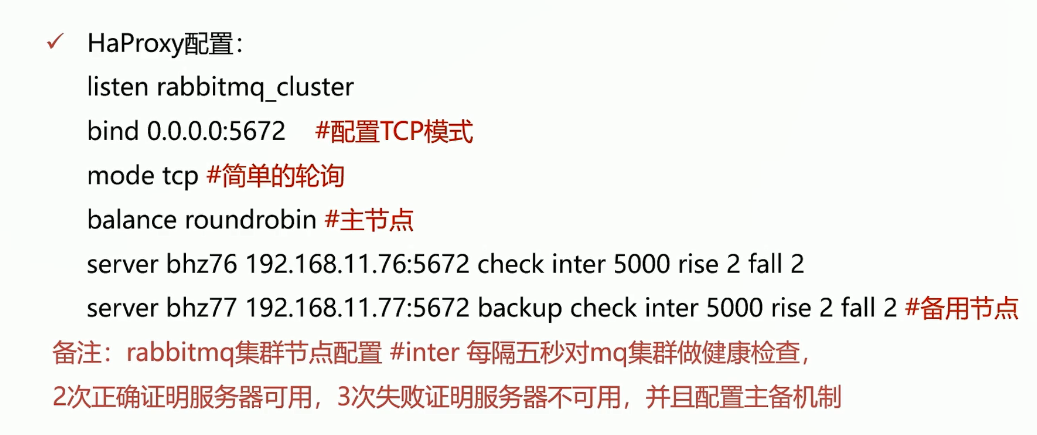 ✓ HaProxy配置：
listen rabbitmq_cluster
bind 0.0.0.0:5672 #配置TCP模式
mode tcp #简单的轮询
balance roundrobin #主节点
server bhz76 192.168.11.76:5672 check inter 5000 rise 2 fall 2
server bhz77 192.168.11.77:5672 backup check inter 5000 rise 2 fall 2 #备用节点
备注：rabbitmq集群节点配置 #inter 每隔五秒对mq集群做健康检查，
2次正确证明服务器可用，3次失败证明服务器不可用，并且配置主备机制